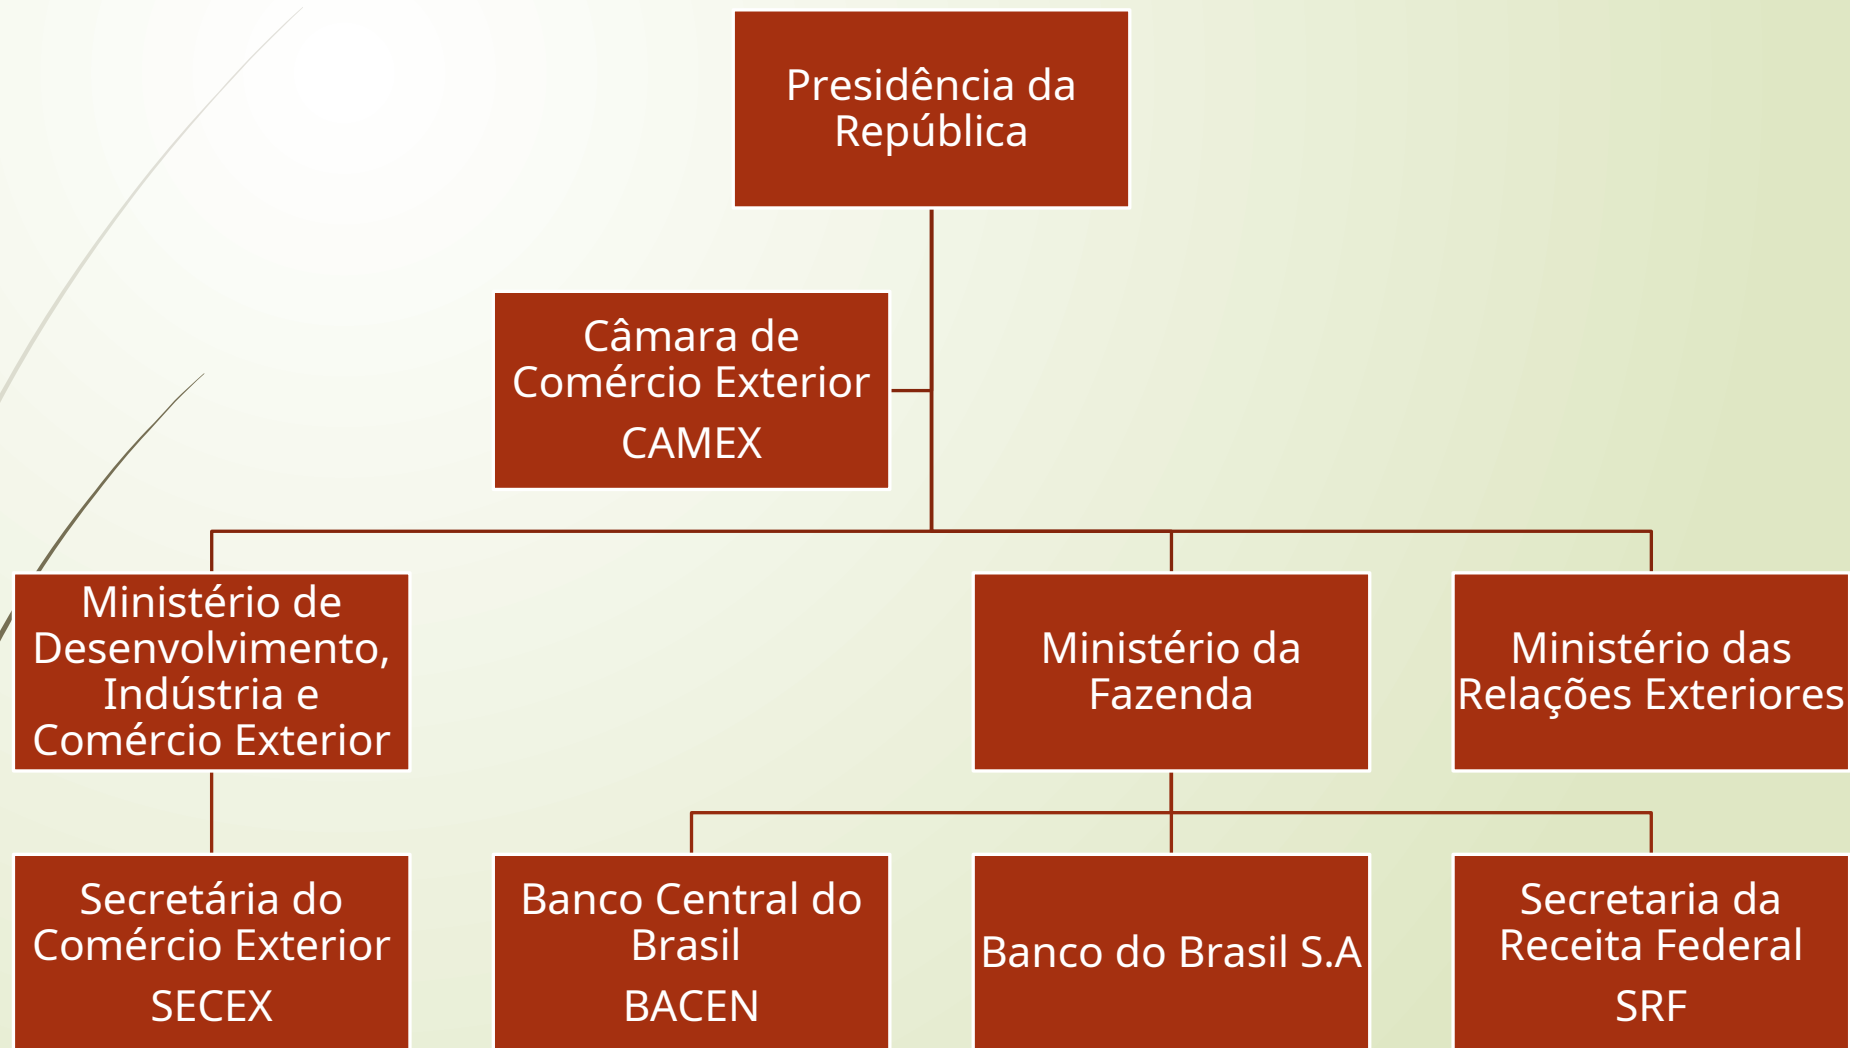 Presidência da
República
Câmara de
Comércio Exterior
CAMEX
Ministério de
Desenvolvimento,
Indústria e
Comércio Exterior
Ministério da
Fazenda
Ministério das
Relações Exteriores
Secretária do
Comércio Exterior
SECEX
Banco Central do
Brasil
BACEN
Banco do Brasil S.A
Secretaria da
Receita Federal
SRF